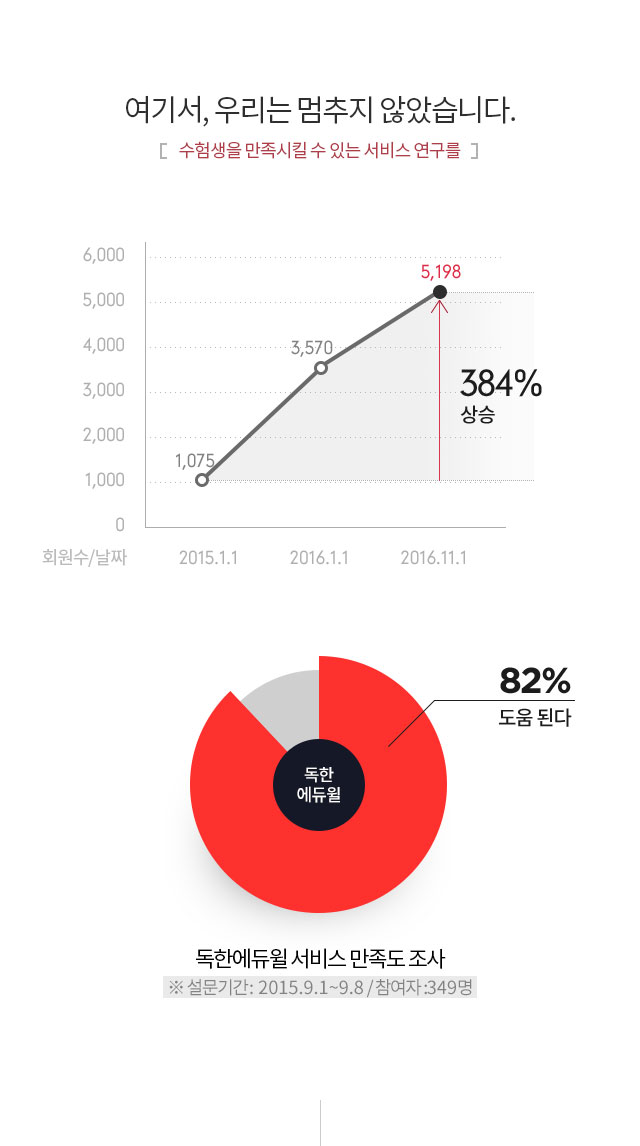 여기서, 우리는 멈추지 않았습니다.
[ 수험생을 만족시킬 수 있는 서비스 연구를 ]
6,000
5,000
4,000
3,000
2,000
1,000
0
1,075
3,570
5,198
384%
상승
회원수/날짜 2015.1.1 2016.1.1 2016.11.1
82%
도움 된다
독한
에듀윌
독한에듀윌 서비스 만족도 조사
※ 설문기간: 2015.9.1~9.8 / 참여자:349명